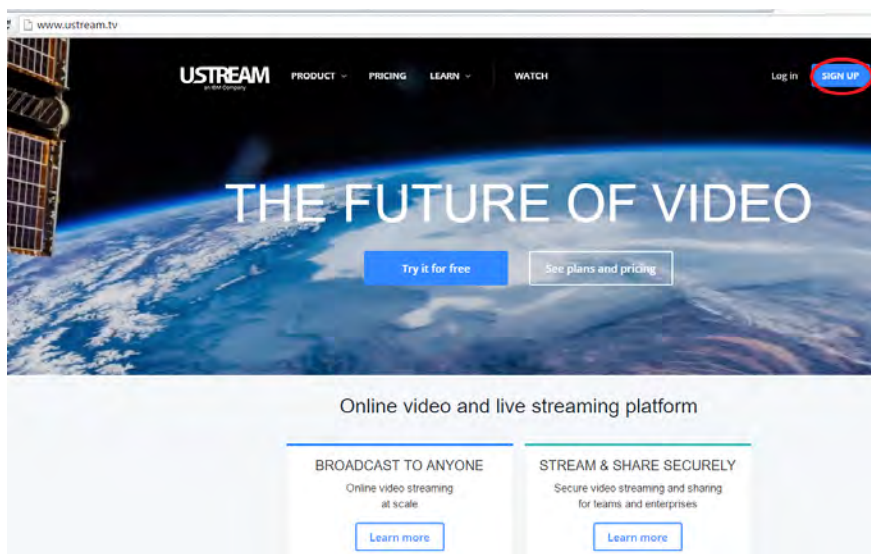 www.ustream.tv
USTREAM PRODUCT PRICING LEARN WATCH Log in SIGN UP
an IBM Company
THE FUTURE OF VIDEO
Try it for free See plans and pricing
Online video and live streaming platform
BROADCAST TO ANYONE
Online video streaming
at scale
Learn more
STREAM & SHARE SECURELY
Secure video streaming and sharing
for teams and enterprises
Learn more